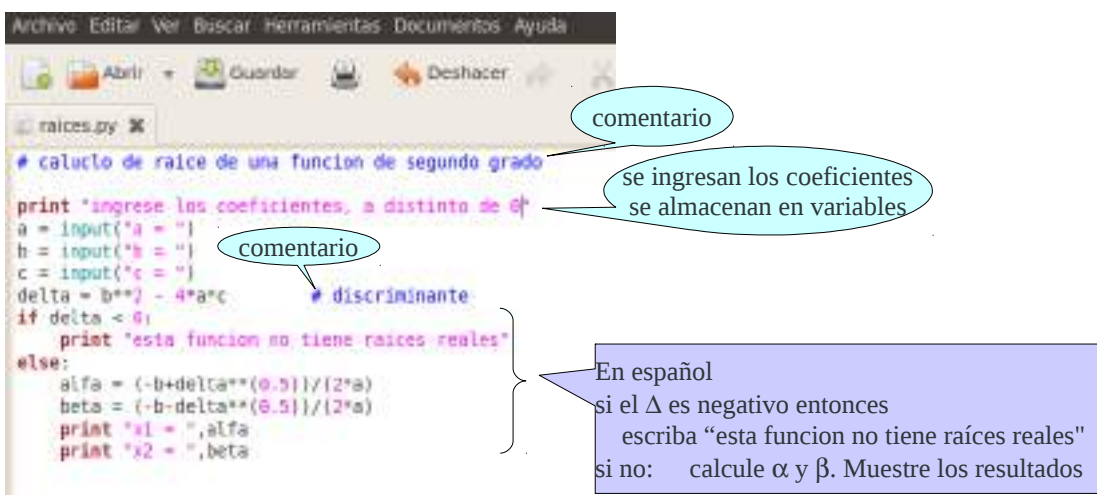 Archivo Editar Ver Buscar Herramientas Documentos Ayuda
Abrir Guardar Deshacer
raices.py
comentario
# caluclo de raice de una funcion de segundo grado
se ingresan los coeficientes
se almacenan en variables
print "ingrese los coeficientes, a distinto de 0"
a = input("a = ")
b = input("b = ")
c = input("c = ")
comentario
delta = b**2 - 4*a*c # discriminante
if delta < 0:
print "esta funcion no tiene raices reales"
else:
alfa = (-b+delta**(0.5))/(2*a)
beta = (-b-delta**(0.5))/(2*a)
print "x1 = ",alfa
print "x2 = ",beta
En español
si el Δ es negativo entonces
escriba “esta funcion no tiene raíces reales"
si no: calcule α y β. Muestre los resultados